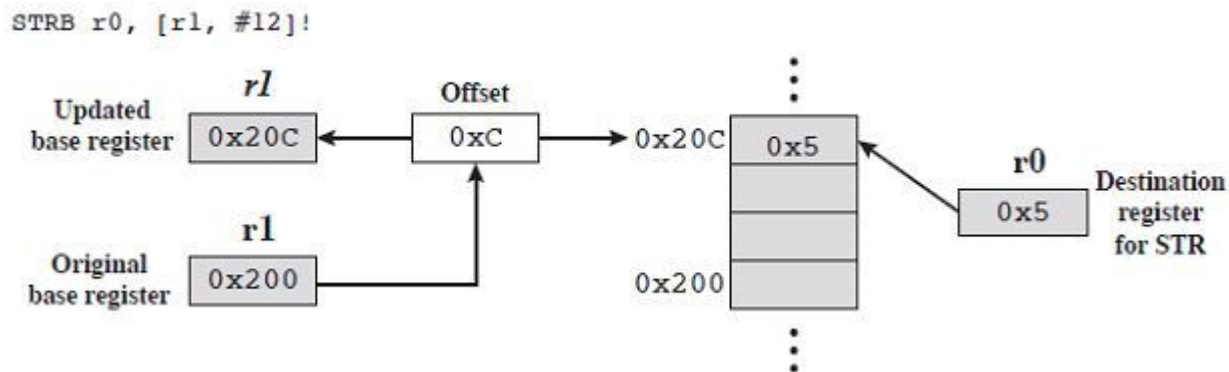 STRB r0, [r1, #12]!
r1
Offset
Updated
base register
0x20C
0xC
0x20C
0x5
r0
0x5
Destination
register
for STR
r1
Original
base register
0x200
0x200